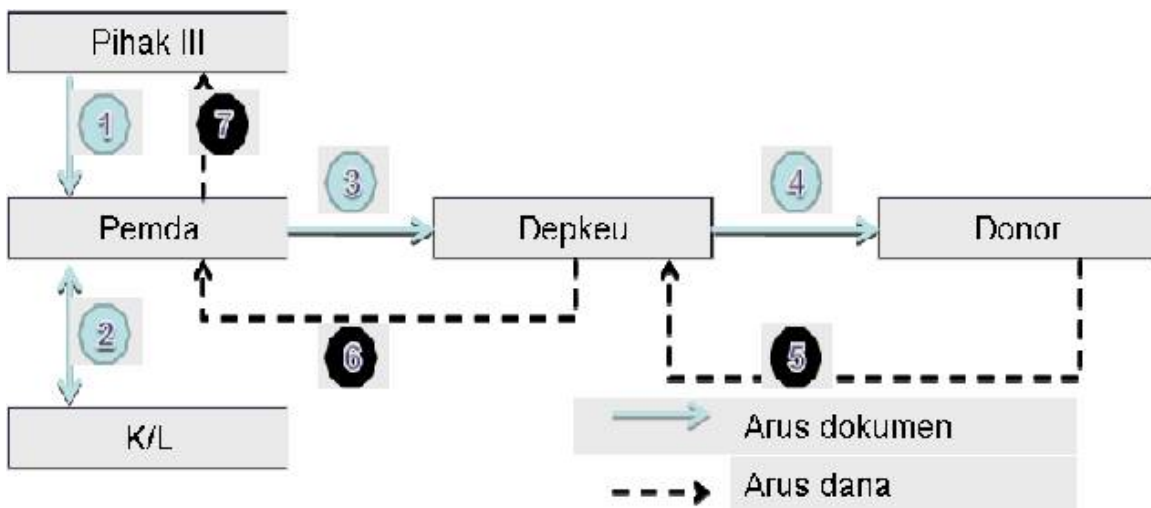 Pihak III
1
7
3
4
Pemda
Depkeu
Donor
2
6
5
K/L
Arus dokumen
Arus dana